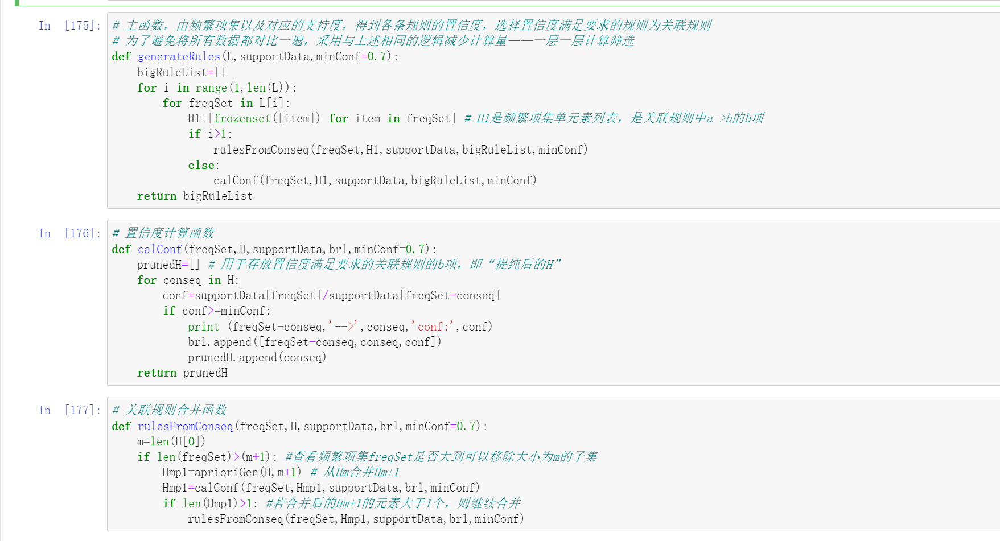 In [175]:
# 主函数，由频繁项集以及对应的支持度，得到各条规则的置信度，选择置信度满足要求的规则为关联规则
# 为了避免将所有数据都对比一遍，采用与上述相同的逻辑减少计算量——一层一层计算筛选
def generateRules(L,supportData,minConf=0.7):
    bigRuleList=[]
    for i in range(1,len(L)):
        for freqSet in L[i]:
            H1=[frozenset([item]) for item in freqSet] # H1是频繁项集单元素列表，是关联规则中a->b的b项
            if i>1:
                rulesFromConseq(freqSet,H1,supportData,bigRuleList,minConf)
            else:
                calConf(freqSet,H1,supportData,bigRuleList,minConf)
    return bigRuleList
In [176]:
# 置信度计算函数
def calConf(freqSet,H,supportData,brl,minConf=0.7):
    prunedH=[] # 用于存放置信度满足要求的关联规则的b项，即“提纯后的H”
    for conseq in H:
        conf=supportData[freqSet]/supportData[freqSet-conseq]
        if conf>=minConf:
            print (freqSet-conseq,'-->',conseq,'conf:',conf)
            brl.append([freqSet-conseq,conseq,conf])
            prunedH.append(conseq)
    return prunedH
In [177]:
# 关联规则合并函数
def rulesFromConseq(freqSet,H,supportData,brl,minConf=0.7):
    m=len(H[0])
    if len(freqSet)>(m+1): #查看频繁项集freqSet是否大到可以移除大小为m的子集
        Hmp1=aprioriGen(H,m+1) # 从Hm合并Hm+1
        Hmp1=calConf(freqSet,Hmp1,supportData,brl,minConf)
        if len(Hmp1)>1: #若合并后的Hm+1的元素大于1个，则继续合并
            rulesFromConseq(freqSet,Hmp1,supportData,brl,minConf)